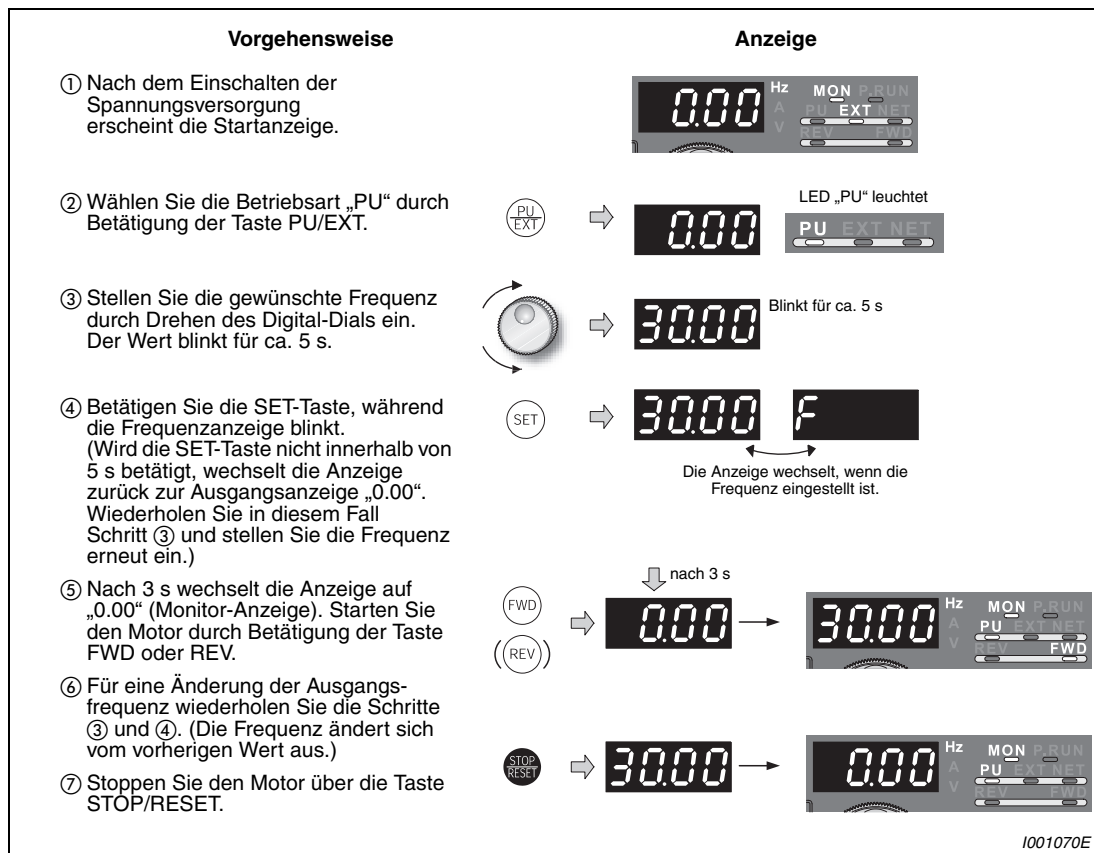 Vorgehensweise
Anzeige
① Nach dem Einschalten der
Spannungsversorgung
erscheint die Startanzeige.
0.00
Hz
A
V
MON P.RUN
PU EXT NET
REV FWD
② Wählen Sie die Betriebsart „PU“ durch
Betätigung der Taste PU/EXT.
PU
EXT
0.00
LED „PU“ leuchtet
PU EXT NET
③ Stellen Sie die gewünschte Frequenz
durch Drehen des Digital-Dials ein.
Der Wert blinkt für ca. 5 s.
30.00
Blinkt für ca. 5 s
④ Betätigen Sie die SET-Taste, während
die Frequenzanzeige blinkt.
(Wird die SET-Taste nicht innerhalb von
5 s betätigt, wechselt die Anzeige
zurück zur Ausgangsanzeige „0.00“.
Wiederholen Sie in diesem Fall
Schritt ③ und stellen Sie die Frequenz
erneut ein.)
SET
30.00
F
Die Anzeige wechselt, wenn die
Frequenz eingestellt ist.
⑤ Nach 3 s wechselt die Anzeige auf
„0.00“ (Monitor-Anzeige). Starten Sie
den Motor durch Betätigung der Taste
FWD oder REV.
FWD
(REV)
nach 3 s
0.00
30.00
Hz
A
V
MON P.RUN
PU EXT NET
REV FWD
⑥ Für eine Änderung der Ausgangs-
frequenz wiederholen Sie die Schritte
③ und ④. (Die Frequenz ändert sich
vom vorherigen Wert aus.)
⑦ Stoppen Sie den Motor über die Taste
STOP/RESET.
STOP
RESET
30.00
0.00
Hz
A
V
MON P.RUN
PU EXT NET
REV FWD
I001070E